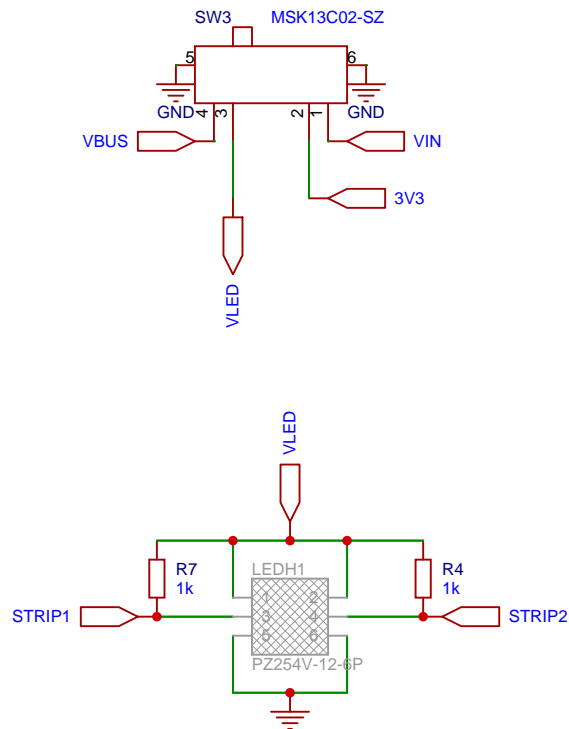 SW3 MSK13C02-SZ
5 6
GND 4 3 2 1 GND
VBUS VIN
3V3
VLED
VLED
R7 LEDH1 R4
1k 1 2 1k
STRIP1 3 4 STRIP2
5 6
PZ254V-12-6P